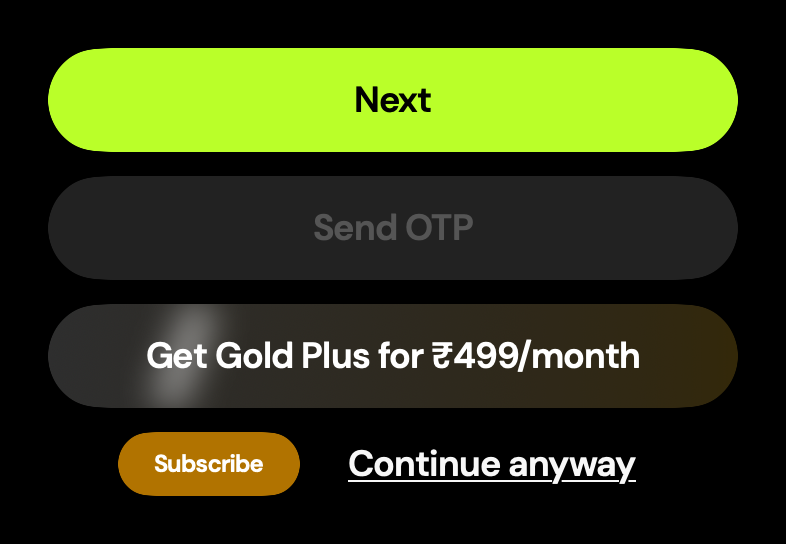 Next
Send OTP
Get Gold Plus for ₹499/month
Subscribe
Continue anyway